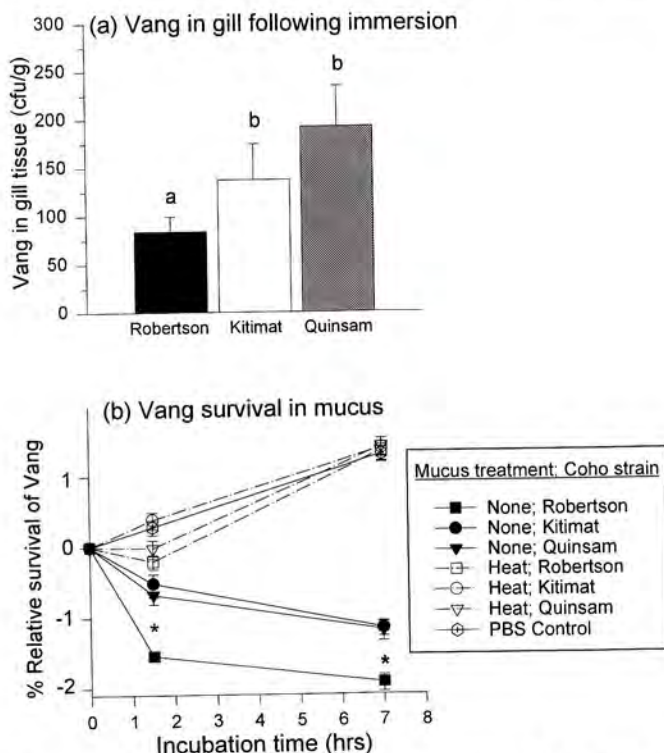 (a) Vang in gill following immersion
Vang in gill tissue (cfu/g)
300
250
200
150
100
50
0
a
b
b
Robertson
Kitimat
Quinsam
(b) Vang survival in mucus
% Relative survival of Vang
1
0
-1
-2
*
*
0 1 2 3 4 5 6 7 8
Incubation time (hrs)
Mucus treatment: Coho strain
None; Robertson
None; Kitimat
None; Quinsam
Heat; Robertson
Heat; Kitimat
Heat; Quinsam
PBS Control